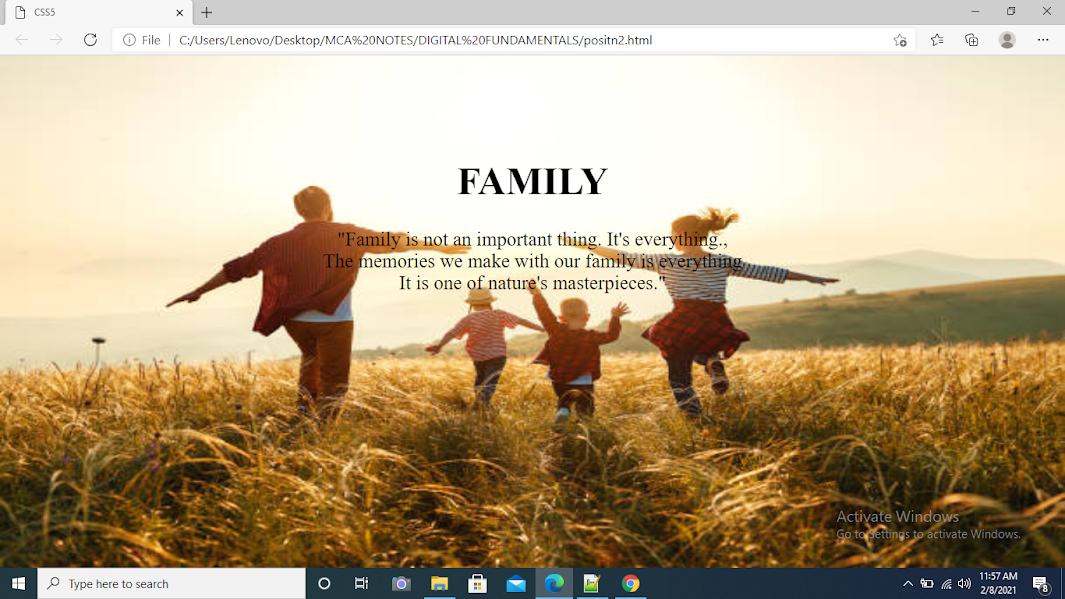 CSS5
File
C:/Users/Lenovo/Desktop/MCA%20NOTES/DIGITAL%20FUNDAMENTALS/positn2.html
FAMILY
"Family is not an important thing. It's everything.,
The memories we make with our family is everything
It is one of nature's masterpieces."
Activate Windows
Go to Settings to activate Windows.
Type here to search
11:57 AM
2/8/2021
8